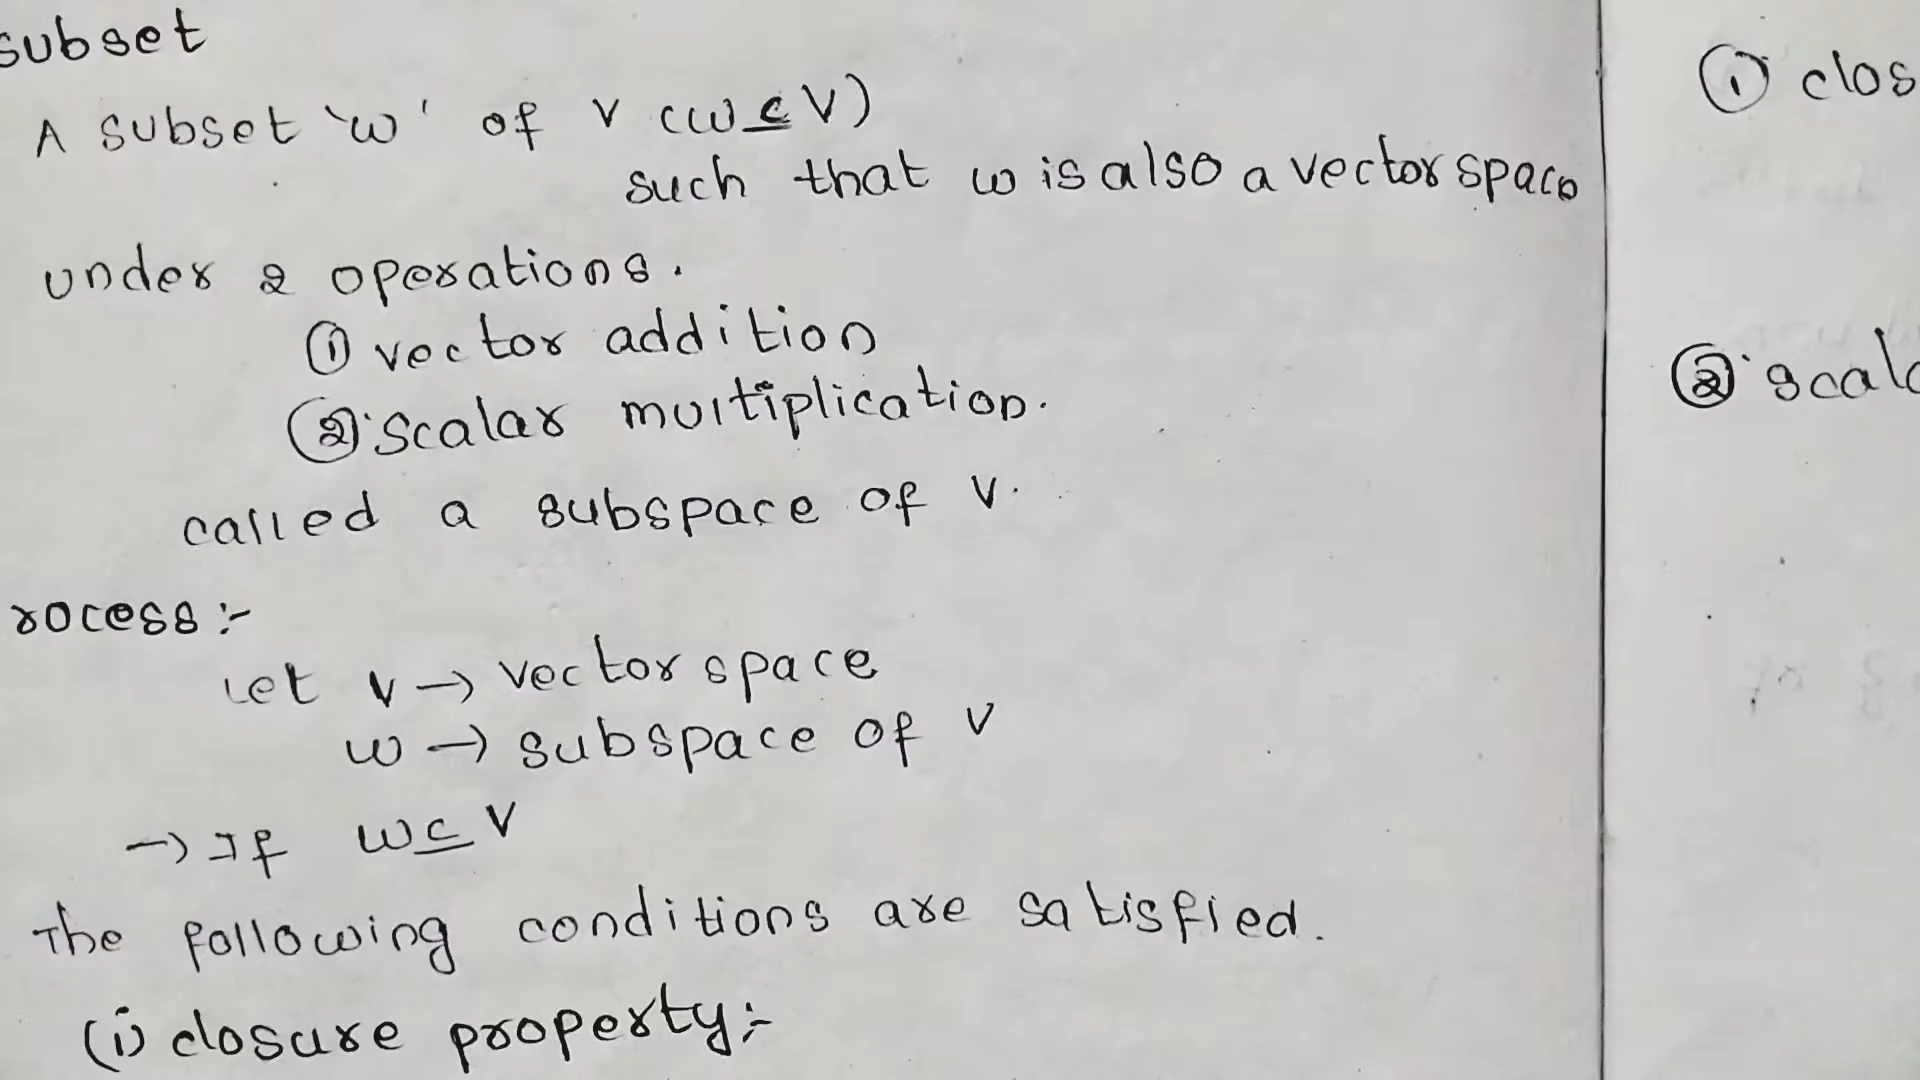 subset
A subset 'w' of V (W ⊆ V)
such that w is also a vector space
under 2 operations.
① vector addition
② scalar multiplication.
called a subspace of V.
rocess :-
Let V → vector space
w → subspace of V
→ If W ⊆ V
The following conditions are satisfied.
(i) closure property :-
① clos
② scala